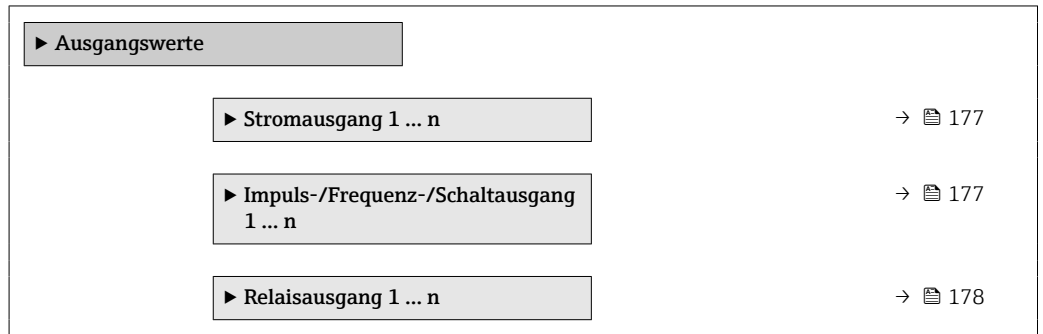 ▶ Ausgangswerte
▶ Stromausgang 1 … n → 177
▶ Impuls-/Frequenz-/Schaltausgang
1 … n → 177
▶ Relaisausgang 1 … n → 178